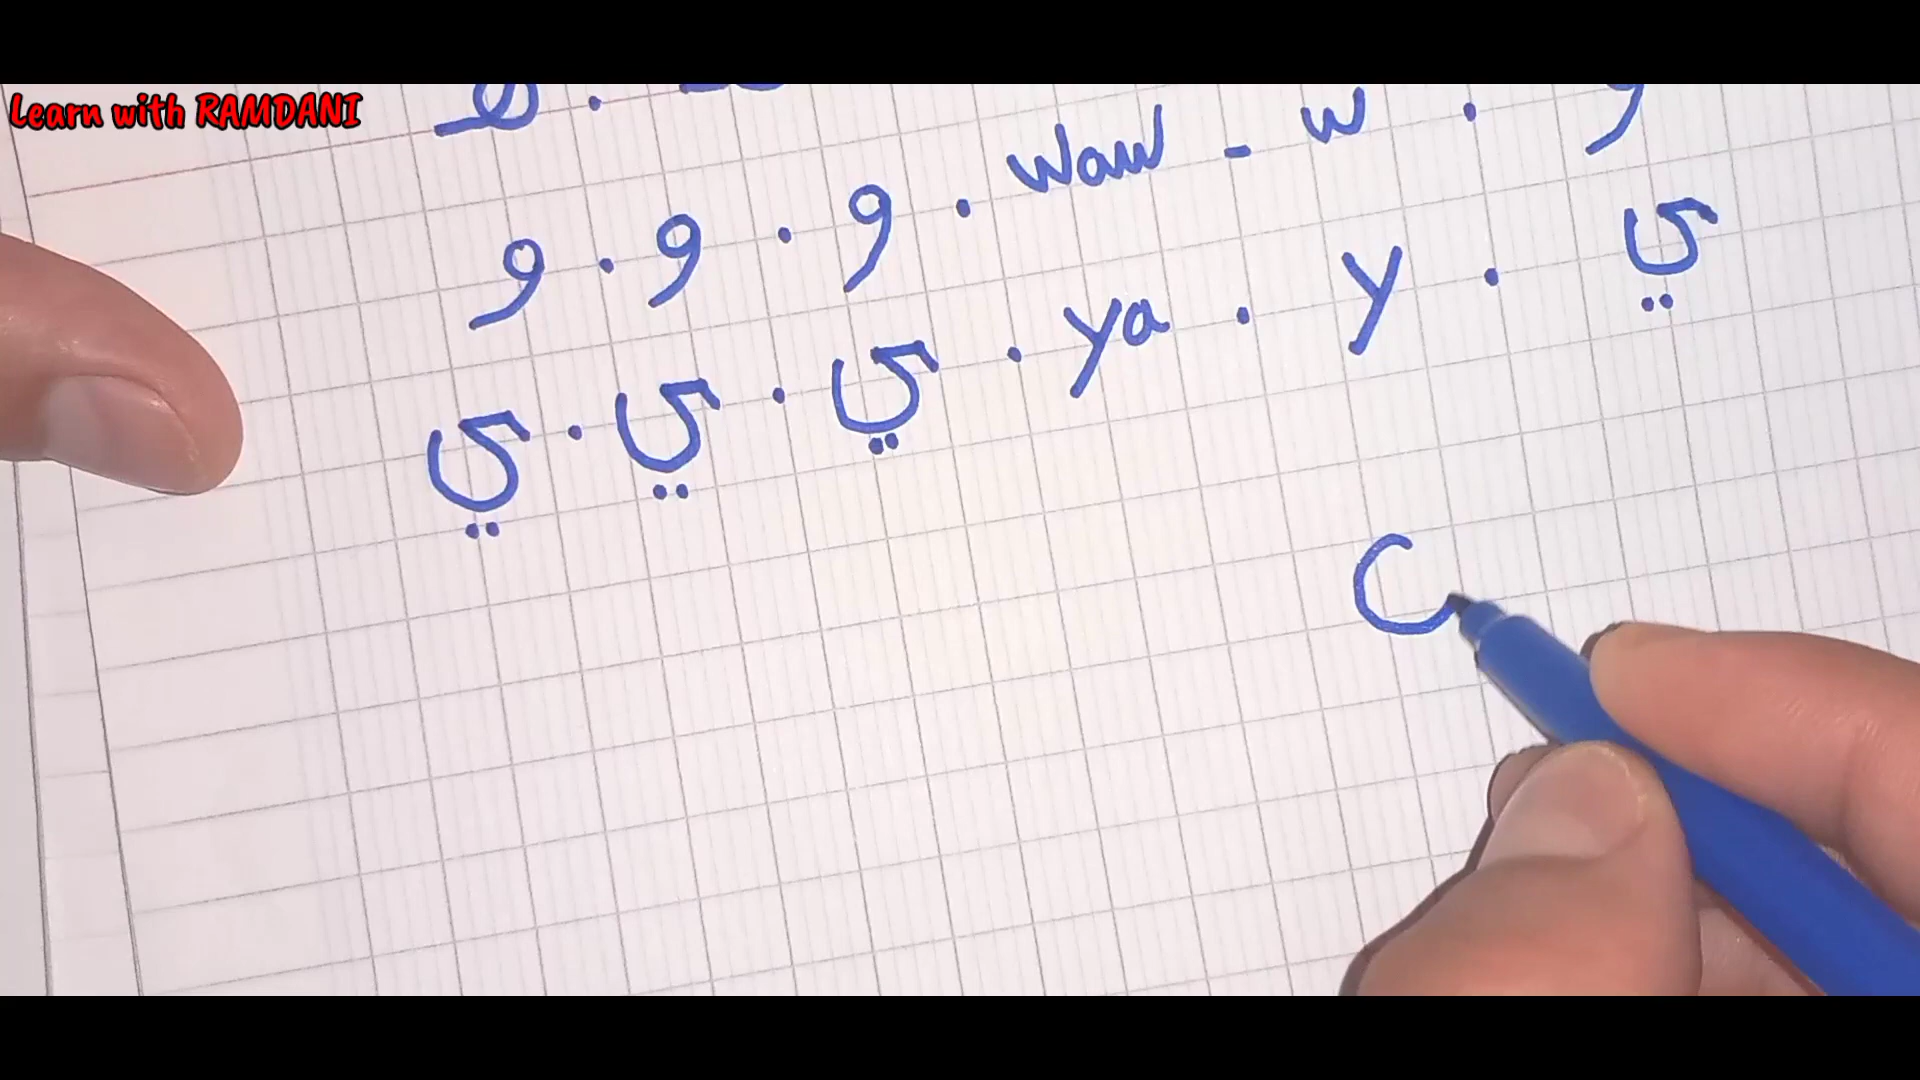 Learn with RAMDANI
و . و . و . waw - w . و
ي . ي . ي . ya . y . ي